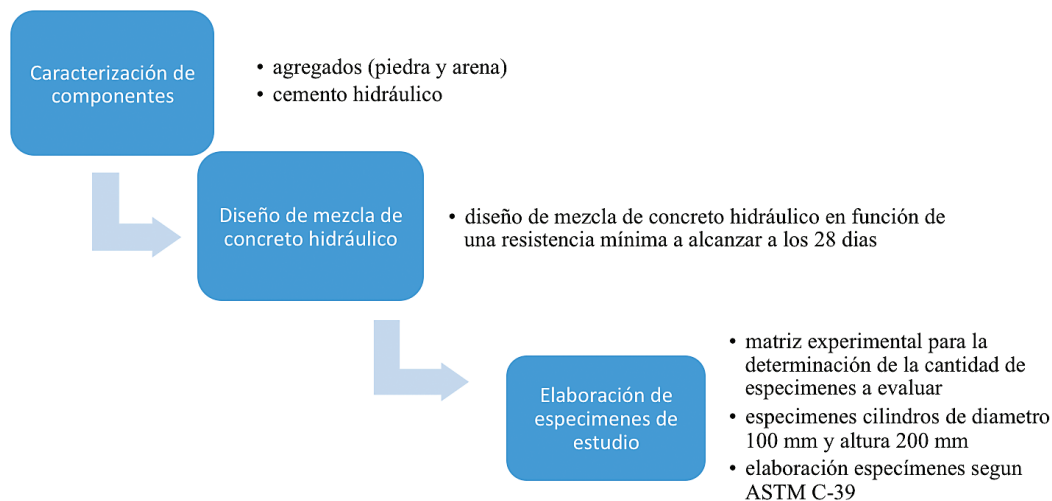 Caracterización de
componentes
• agregados (piedra y arena)
• cemento hidráulico
Diseño de mezcla de
concreto hidráulico
• diseño de mezcla de concreto hidráulico en función de
una resistencia mínima a alcanzar a los 28 dias
Elaboración de
especimenes de
estudio
• matriz experimental para la
determinación de la cantidad de
especimenes a evaluar
• especimenes cilindros de diametro
100 mm y altura 200 mm
• elaboración específmenes segun
ASTM C-39